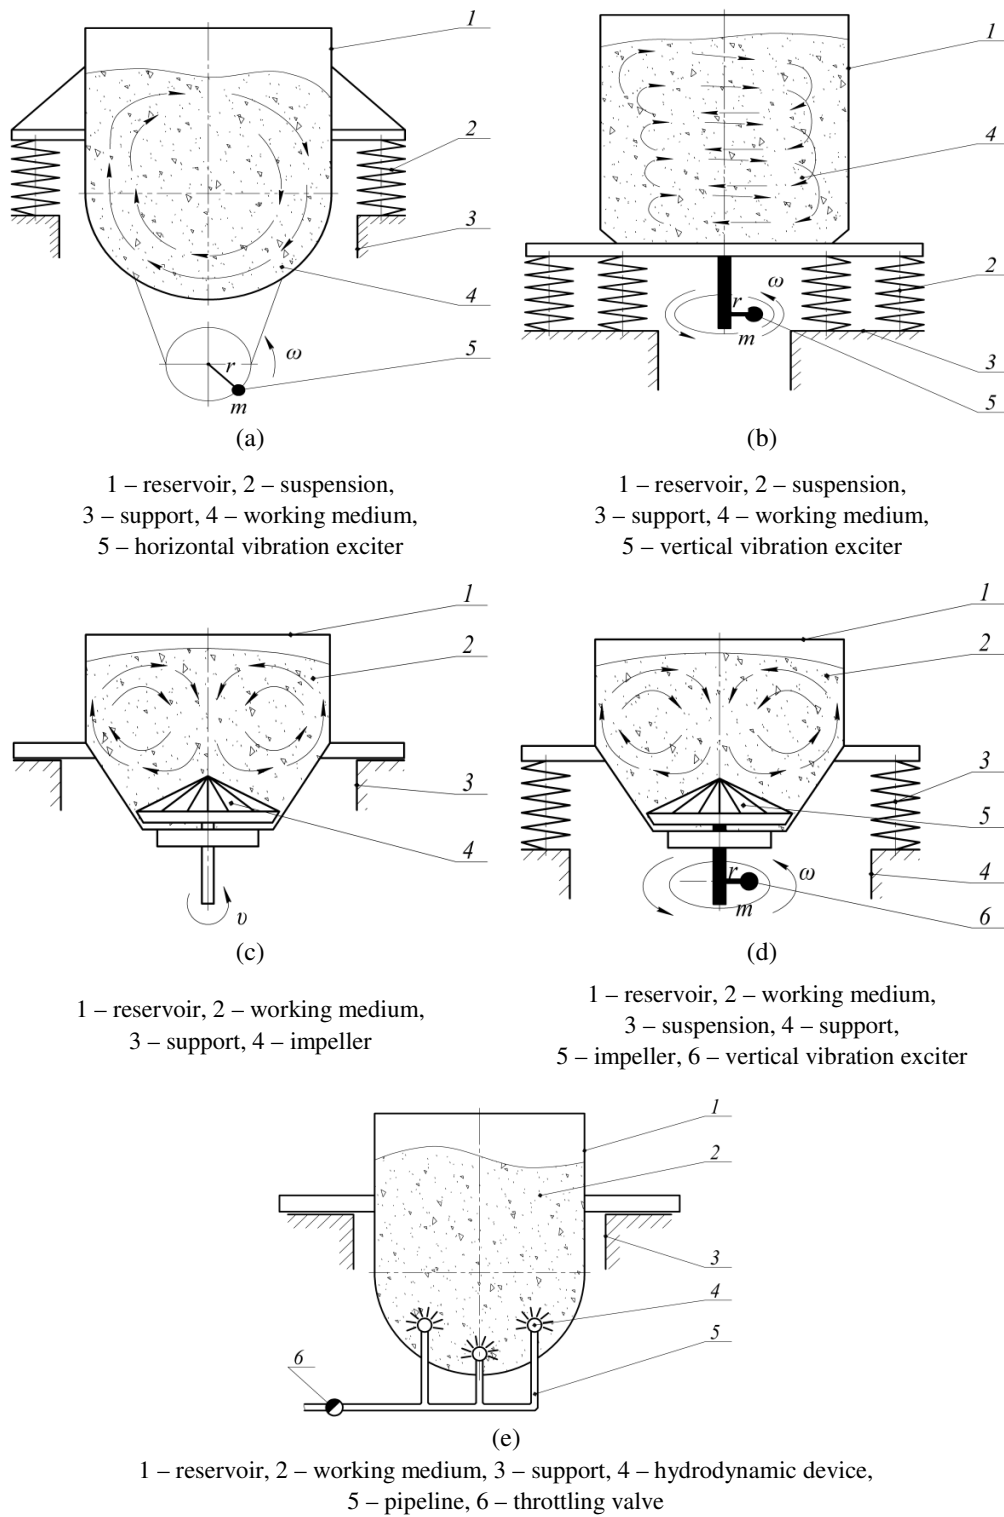 1
2
3
4
5
ω
r
m
(a)
1 – reservoir, 2 – suspension,
3 – support, 4 – working medium,
5 – horizontal vibration exciter
1
4
2
ω
r
m
3
5
(b)
1 – reservoir, 2 – suspension,
3 – support, 4 – working medium,
5 – vertical vibration exciter
1
2
3
4
υ
(c)
1 – reservoir, 2 – working medium,
3 – support, 4 – impeller
1
2
3
5
4
r
ω
m
6
(d)
1 – reservoir, 2 – working medium,
3 – suspension, 4 – support,
5 – impeller, 6 – vertical vibration exciter
1
2
3
4
5
6
(e)
1 – reservoir, 2 – working medium, 3 – support, 4 – hydrodynamic device,
5 – pipeline, 6 – throttling valve